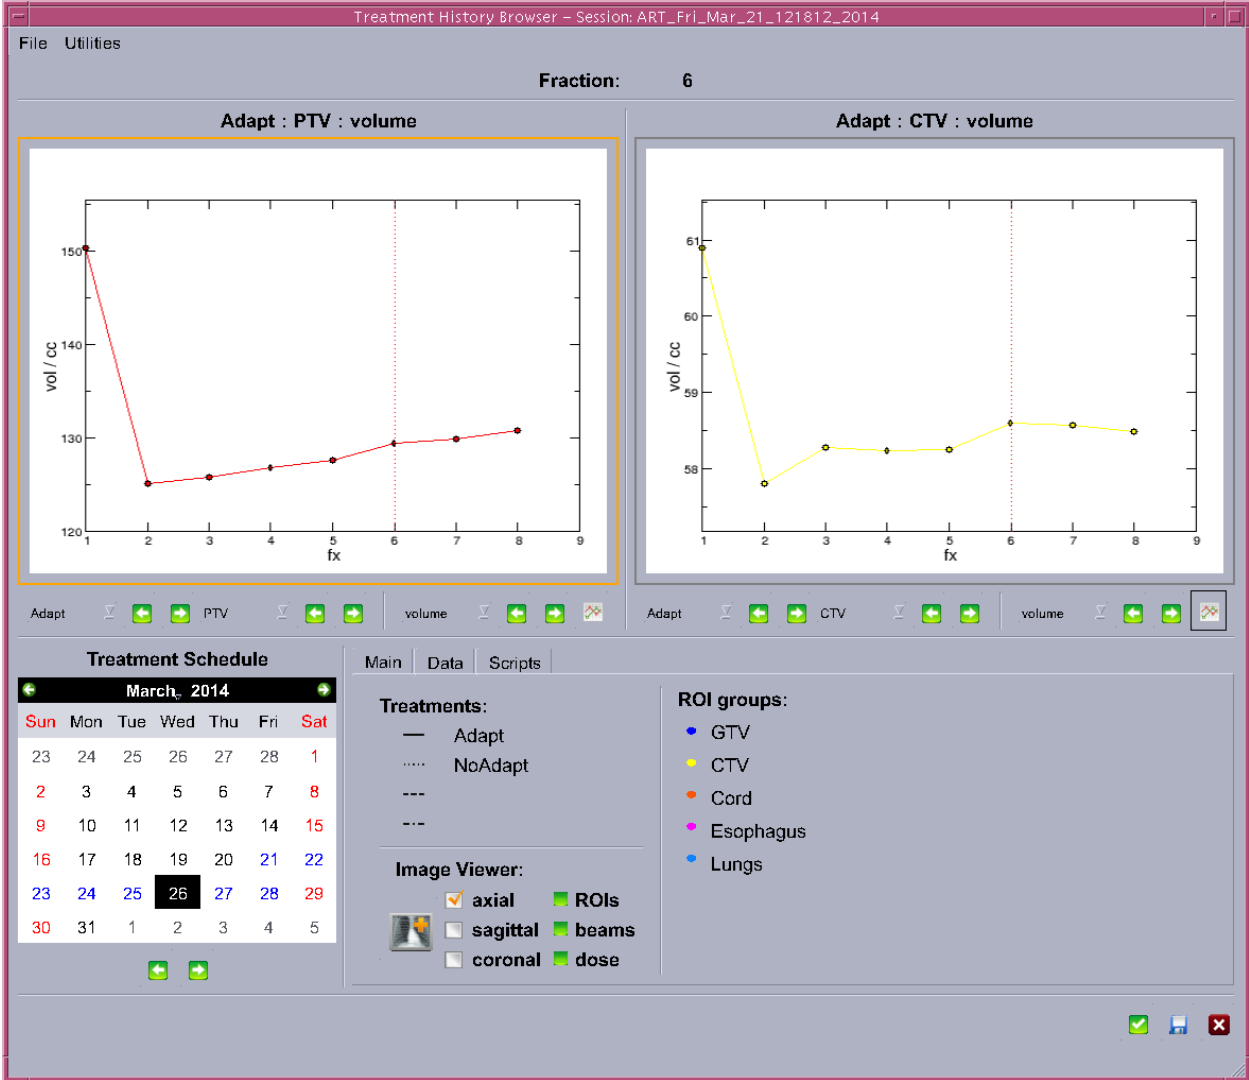 Treatment History Browser – Session: ART_Fri_Mar_21_121812_2014
File Utilities
Fraction: 6
Adapt : PTV : volume
150
140
130
120
vol / cc
1 2 3 4 5 6 7 8 9
fx
Adapt PTV volume
Adapt : CTV : volume
61
60
59
58
vol / cc
1 2 3 4 5 6 7 8 9
fx
Adapt CTV volume
Treatment Schedule
March, 2014
Sun Mon Tue Wed Thu Fri Sat
23 24 25 26 27 28 1
2 3 4 5 6 7 8
9 10 11 12 13 14 15
16 17 18 19 20 21 22
23 24 25 26 27 28 29
30 31 1 2 3 4 5
Main Data Scripts
Treatments:
Adapt
NoAdapt
Image Viewer:
axial ROIs
sagittal beams
coronal dose
ROI groups:
GTV
CTV
Cord
Esophagus
Lungs